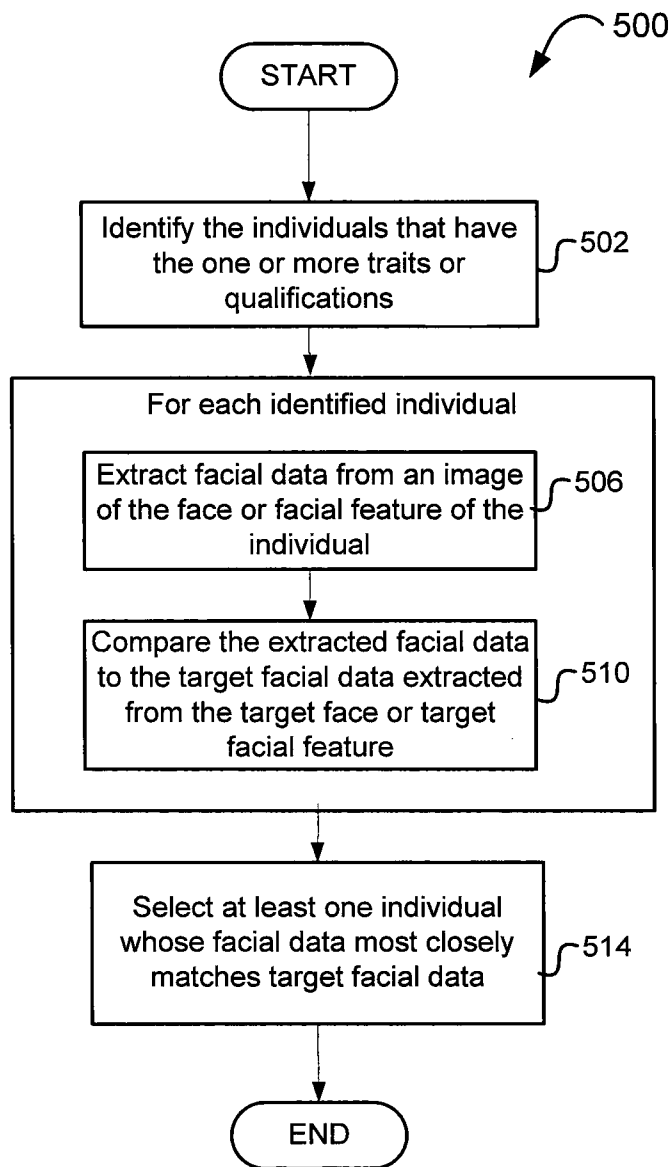 500
START
Identify the individuals that have
the one or more traits or
qualifications
502
For each identified individual
Extract facial data from an image
of the face or facial feature of the
individual
506
Compare the extracted facial data
to the target facial data extracted
from the target face or target
facial feature
510
Select at least one individual
whose facial data most closely
matches target facial data
514
END